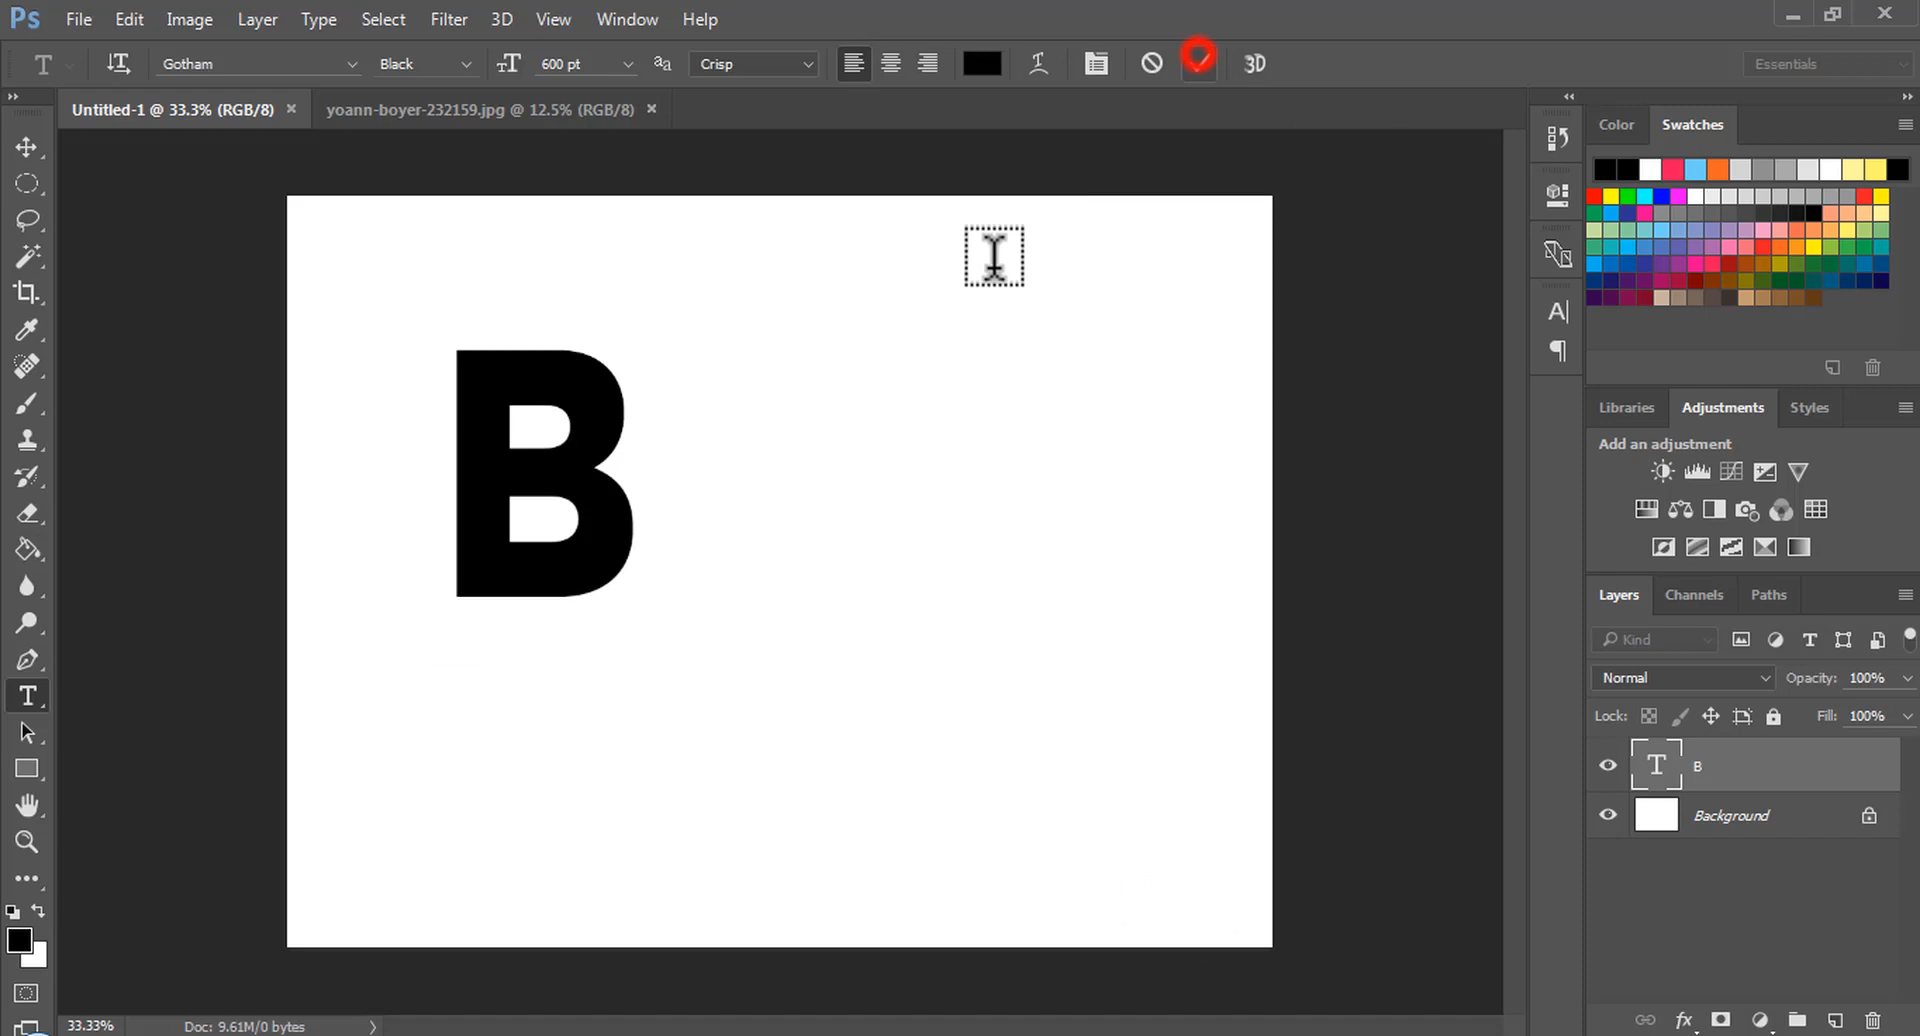 Ps File Edit Image Layer Type Select Filter 3D View Window Help
T Gotham Black 600 pt aa Crisp 3D Essentials
Untitled-1 @ 33.3% (RGB/8) × yoann-boyer-232159.jpg @ 12.5% (RGB/8) ×
Color Swatches
B
Libraries Adjustments Styles
Add an adjustment
Layers Channels Paths
Kind
Normal Opacity: 100%
Lock: Fill: 100%
T B
Background
fx
33.33% Doc: 9.61M/0 bytes